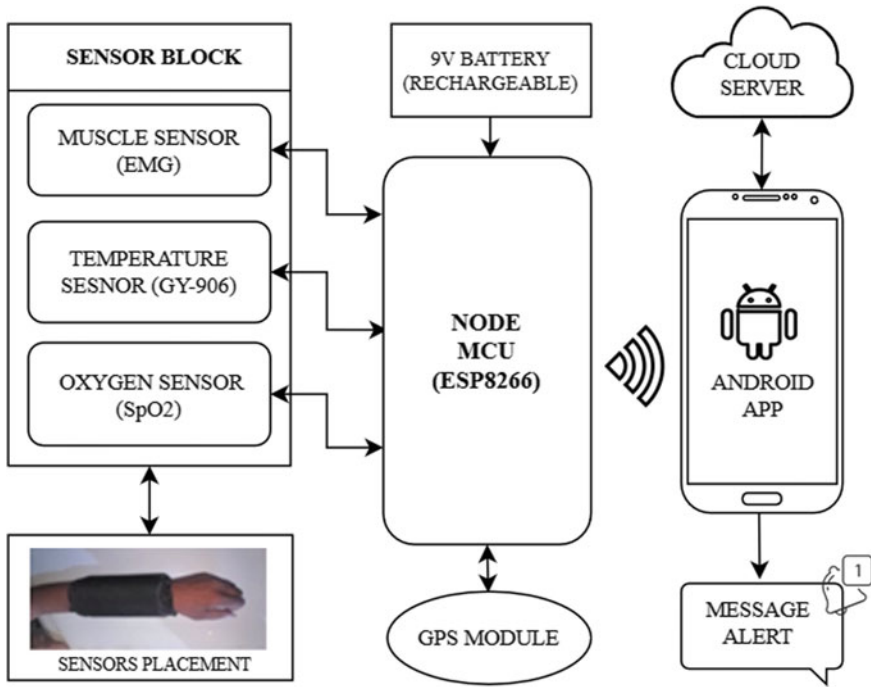 SENSOR BLOCK
MUSCLE SENSOR
(EMG)
TEMPERATURE
SESNOR (GY-906)
OXYGEN SENSOR
(SpO2)
SENSORS PLACEMENT
9V BATTERY
(RECHARGEABLE)
NODE
MCU
(ESP8266)
GPS MODULE
CLOUD
SERVER
ANDROID
APP
1
MESSAGE
ALERT